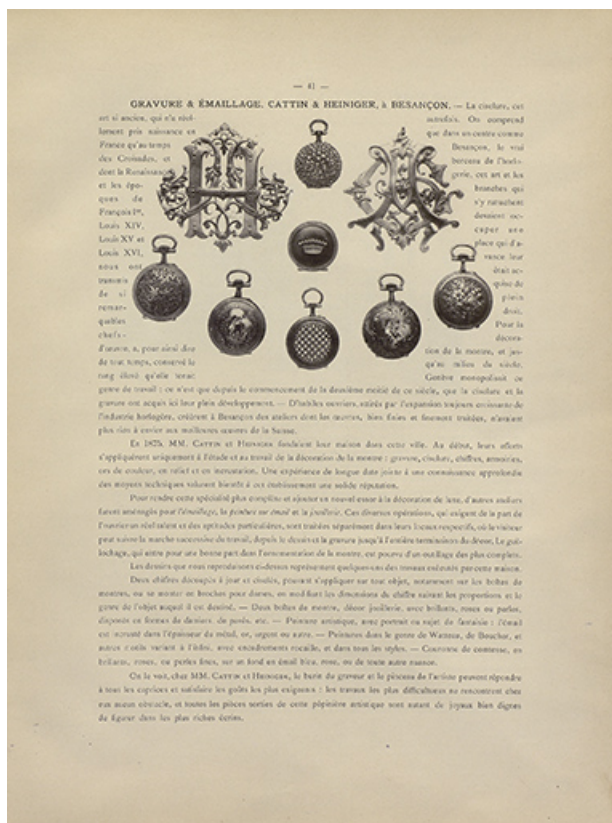 — 41 —
GRAVURE & ÉMAILLAGE. CATTIN & HEINIGER, à BESANÇON. — La ciselure, cet
art si ancien, qui n'a réel-
lement pris naissance en
France qu'au temps
des Croisades, et
dont la Renaissance
et les épo-
ques de
François Ier,
Louis XIV,
Louis XV et
Louis XVI,
nous ont
transmis
de si
remar-
quables
chefs-
d'œuvre, a, pour ainsi dire
de tout temps, conservé le
rang élevé qu'elle tenait
autrefois. On comprend
que dans un centre comme
Besançon, le vrai
berceau de l'horlo-
gerie, cet art et les
branches qui
s'y rattachent
devaient oc-
cuper une
place qui d'a-
vance leur
était ac-
quise de
plein
droit.
Pour la
décora-
tion de la montre, et jus-
qu'au milieu du siècle,
Genève monopolisait ce
genre de travail : ce n'est que depuis le commencement de la deuxième moitié de ce siècle, que la ciselure et la
gravure ont acquis ici leur plein développement. — D'habiles ouvriers, attirés par l'expansion toujours croissante de
l'industrie horlogère, créèrent à Besançon des ateliers dont les œuvres, bien finies et finement traitées, n'avaient
plus rien à envier aux meilleures œuvres de la Suisse.
En 1875, MM. CATTIN et HEINIGER fondaient leur maison dans cette ville. Au début, leurs efforts
s'appliquèrent uniquement à l'étude et au travail de la décoration de la montre : gravure, ciselure, chiffres, armoiries,
ors de couleur, en relief et en incrustation. Une expérience de longue date jointe à une connaissance approfondie
des moyens techniques valurent bientôt à cet établissement une solide réputation.
Pour rendre cette spécialité plus complète et ajouter un nouvel essor à la décoration de luxe, d'autres ateliers
furent aménagés pour l'émaillage, la peinture sur émail et la joaillerie. Ces diverses opérations, qui exigent de la part de
l'ouvrier un réel talent et des aptitudes particulières, sont traitées séparément dans leurs locaux respectifs, où le visiteur
peut suivre la marche successive du travail, depuis le dessin et la gravure jusqu'à l'entière terminaison du décor. Le guil-
lochage, qui entre pour une bonne part dans l'ornementation de la montre, est pourvu d'un outillage des plus complets.
Les dessins que nous reproduisons ci-dessus représentent quelques-uns des travaux exécutés par cette maison.
Deux chiffres découpés à jour et ciselés, pouvant s'appliquer sur tout objet, notamment sur les boîtes de
montres, ou se monter en broches pour dames, en modifiant les dimensions du chiffre suivant les proportions et le
genre de l'objet auquel il est destiné. — Deux boîtes de montre, décor joaillerie, avec brillants, roses ou perles,
disposés en formes de damiers, de pavés, etc. — Peinture artistique, avec portrait ou sujet de fantaisie : l'émail
est incrusté dans l'épaisseur du métal, or, argent ou autre. — Peintures dans le genre de Watteau, de Boucher, et
autres motifs variant à l'infini, avec encadrements rocaille, et dans tous les styles. — Couronne de comtesse, en
brillants, roses, ou perles fines, sur un fond en émail bleu, rose, ou de toute autre nuance.
On le voit, chez MM. CATTIN et HEINIGER, le burin du graveur et le pinceau de l'artiste peuvent répondre
à tous les caprices et satisfaire les goûts les plus exigeants : les travaux les plus difficultueux ne rencontrent chez
eux aucun obstacle, et toutes les pièces sorties de cette pépinière artistique sont autant de joyaux bien dignes
de figurer dans les plus riches écrins.